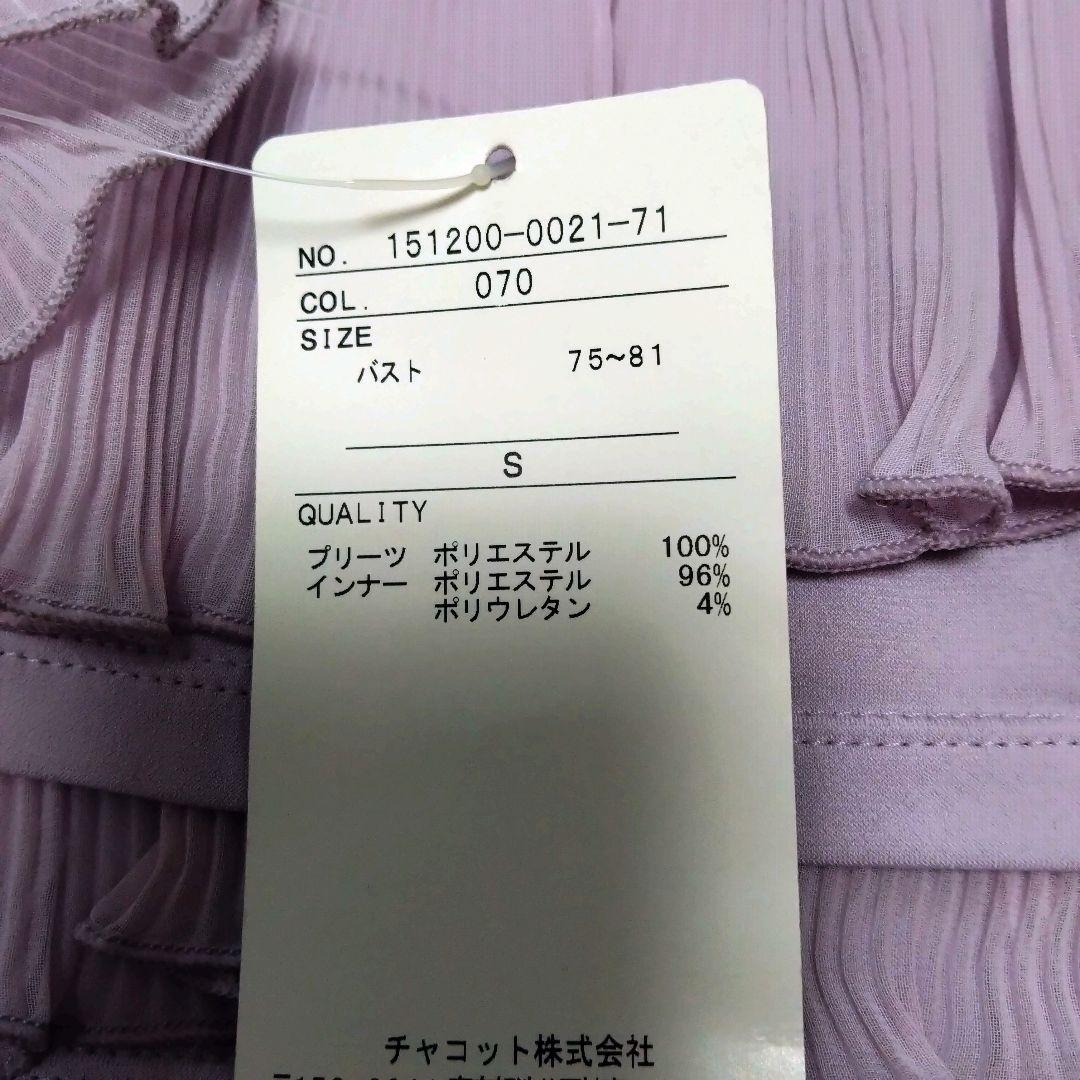 NO. 151200-0021-71
COL. 070
SIZE
バスト 75~81
S
QUALITY
プリーツ ポリエステル 100%
インナー ポリエステル 96%
ポリウレタン 4%
チャコット株式会社